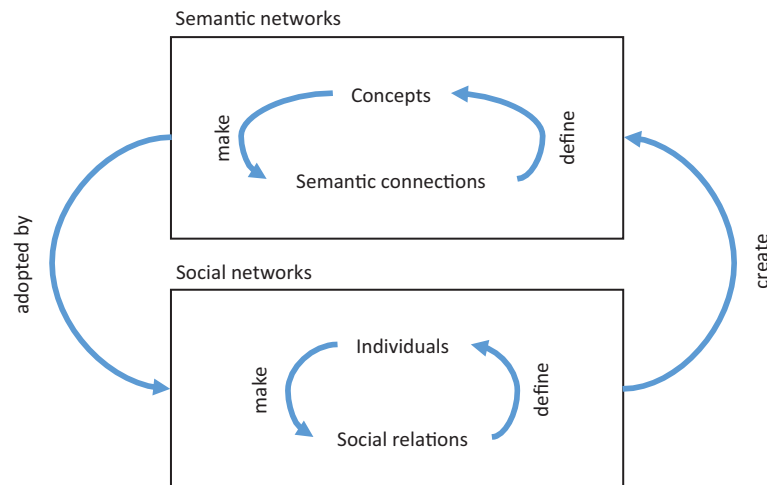 Semantic networks
Concepts
make
define
Semantic connections
adopted by
create
Social networks
Individuals
make
define
Social relations